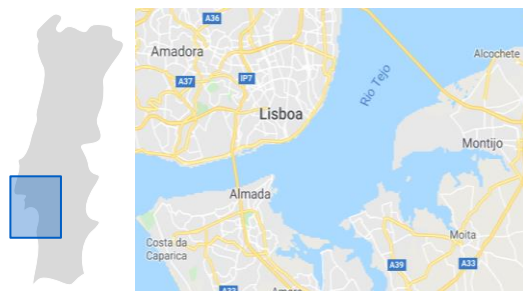 A36
Amadora
Alcochete
A37
IP7
Rio Tejo
Lisboa
Montijo
Almada
Moita
Costa da
Caparica
A39
A33